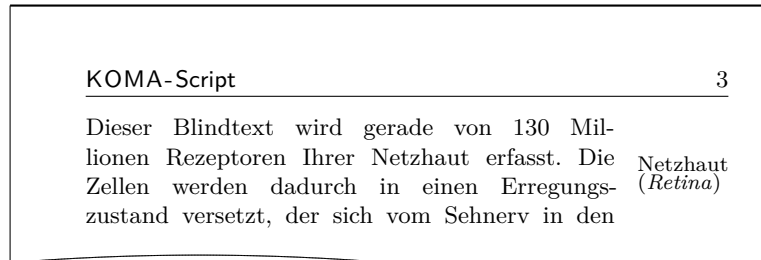 KOMA-Script 3
Dieser Blindtext wird gerade von 130 Mil-
lionen Rezeptoren Ihrer Netzhaut erfasst. Die
Zellen werden dadurch in einen Erregungs-
zustand versetzt, der sich vom Sehnerv in den
Netzhaut
(Retina)